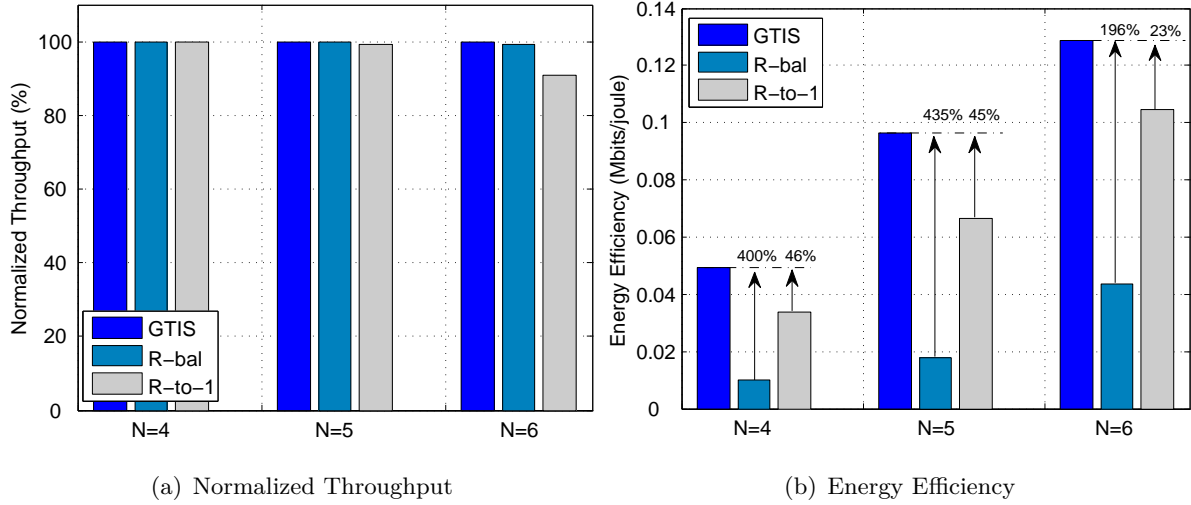 Normalized Throughput (%)
100
80
60
40
20
0
GTIS
R−bal
R−to−1
N=4
N=5
N=6
(a) Normalized Throughput
Energy Efficiency (Mbits/joule)
0.14
0.12
0.1
0.08
0.06
0.04
0.02
0
GTIS
R−bal
R−to−1
400% 46%
435% 45%
196% 23%
N=4
N=5
N=6
(b) Energy Efficiency